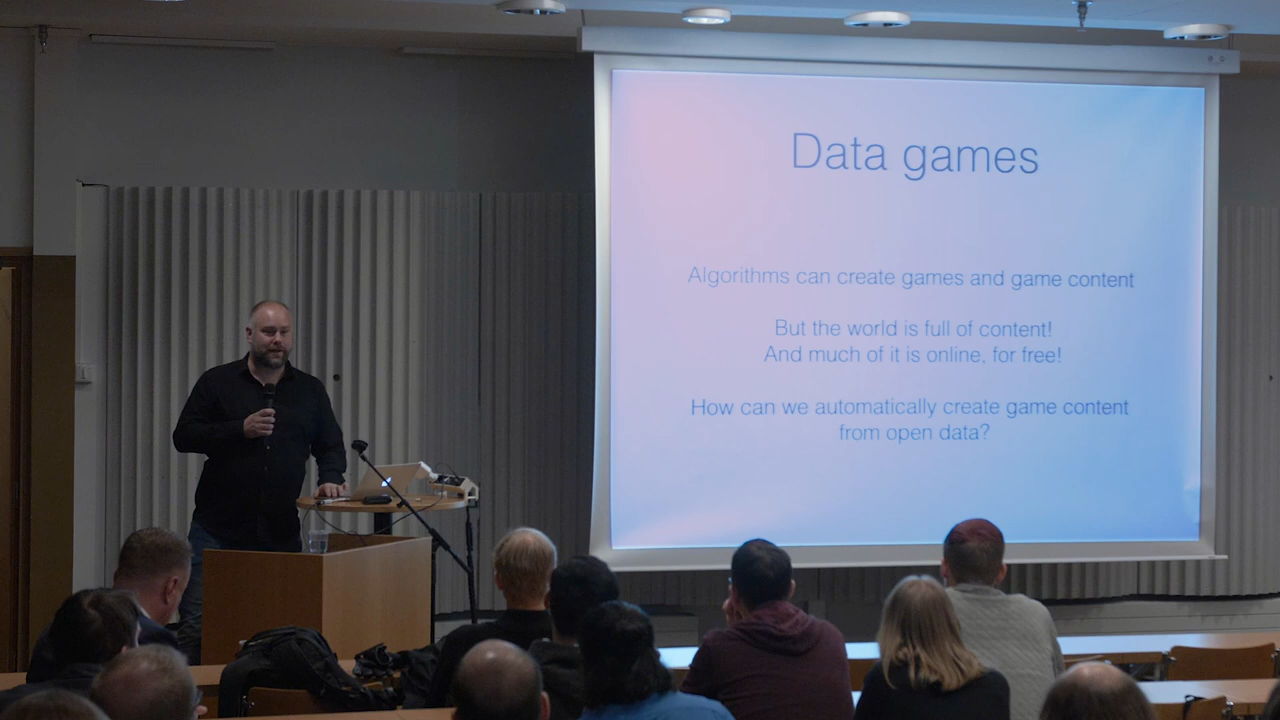 Data games
Algorithms can create games and game content
But the world is full of content!
And much of it is online, for free!
How can we automatically create game content
from open data?